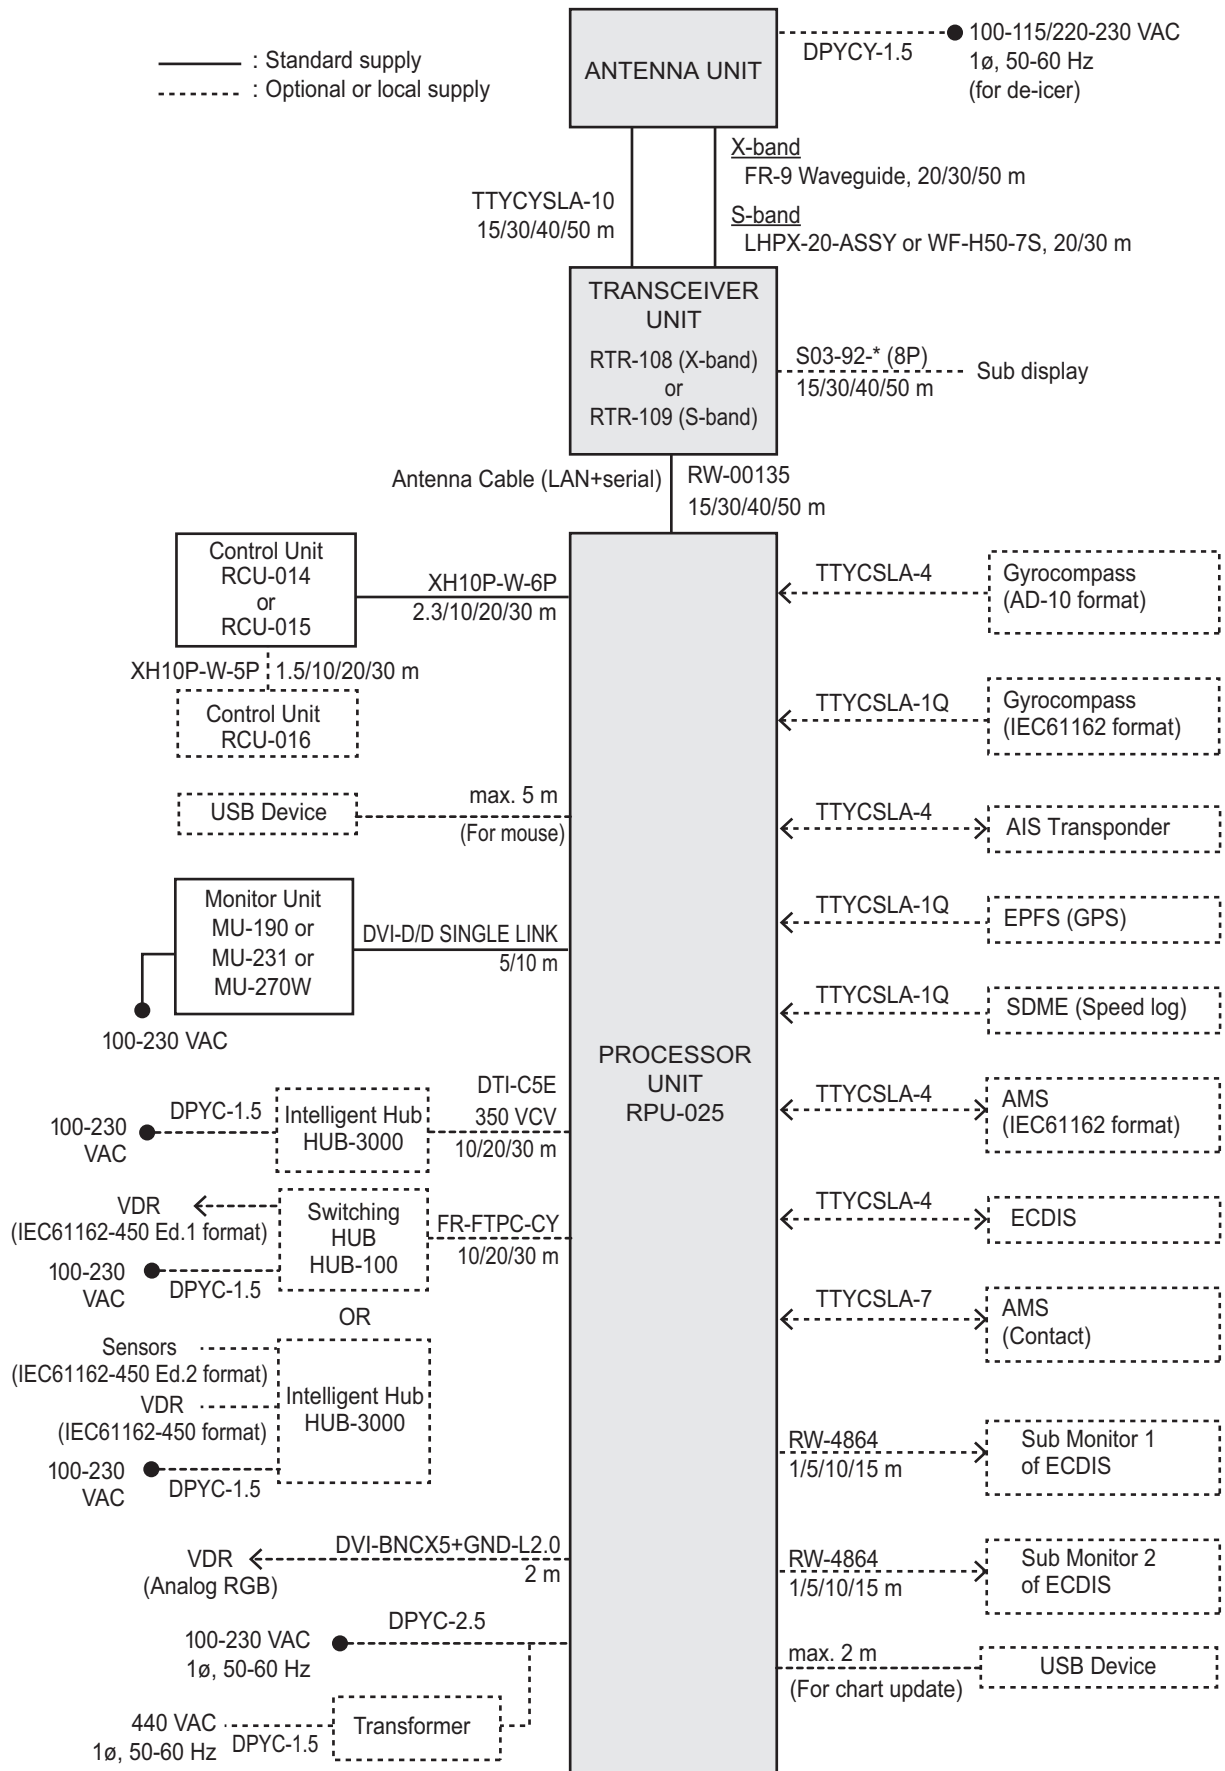 : Standard supply
: Optional or local supply
ANTENNA UNIT
DPYCY-1.5
100-115/220-230 VAC
1ø, 50-60 Hz
(for de-icer)
TTYCYSLA-10
15/30/40/50 m
X-band
FR-9 Waveguide, 20/30/50 m
S-band
LHPX-20-ASSY or WF-H50-7S, 20/30 m
TRANSCEIVER
UNIT
RTR-108 (X-band)
or
RTR-109 (S-band)
S03-92-* (8P)
15/30/40/50 m
Sub display
Antenna Cable (LAN+serial)
RW-00135
15/30/40/50 m
Control Unit
RCU-014
or
RCU-015
XH10P-W-6P
2.3/10/20/30 m
XH10P-W-5P
1.5/10/20/30 m
Control Unit
RCU-016
USB Device
max. 5 m
(For mouse)
Monitor Unit
MU-190 or
MU-231 or
MU-270W
DVI-D/D SINGLE LINK
5/10 m
100-230 VAC
100-230
VAC
DPYC-1.5
Intelligent Hub
HUB-3000
DTI-C5E
350 VCV
10/20/30 m
VDR
(IEC61162-450 Ed.1 format)
100-230
VAC
DPYC-1.5
Switching
HUB
HUB-100
FR-FTPC-CY
10/20/30 m
OR
Sensors
(IEC61162-450 Ed.2 format)
VDR
(IEC61162-450 format)
100-230
VAC
DPYC-1.5
Intelligent Hub
HUB-3000
VDR
(Analog RGB)
DVI-BNCX5+GND-L2.0
2 m
100-230 VAC
1ø, 50-60 Hz
DPYC-2.5
440 VAC
1ø, 50-60 Hz
DPYC-1.5
Transformer
PROCESSOR
UNIT
RPU-025
TTYCSLA-4
Gyrocompass
(AD-10 format)
TTYCSLA-1Q
Gyrocompass
(IEC61162 format)
TTYCSLA-4
AIS Transponder
TTYCSLA-1Q
EPFS (GPS)
TTYCSLA-1Q
SDME (Speed log)
TTYCSLA-4
AMS
(IEC61162 format)
TTYCSLA-4
ECDIS
TTYCSLA-7
AMS
(Contact)
RW-4864
1/5/10/15 m
Sub Monitor 1
of ECDIS
RW-4864
1/5/10/15 m
Sub Monitor 2
of ECDIS
max. 2 m
(For chart update)
USB Device